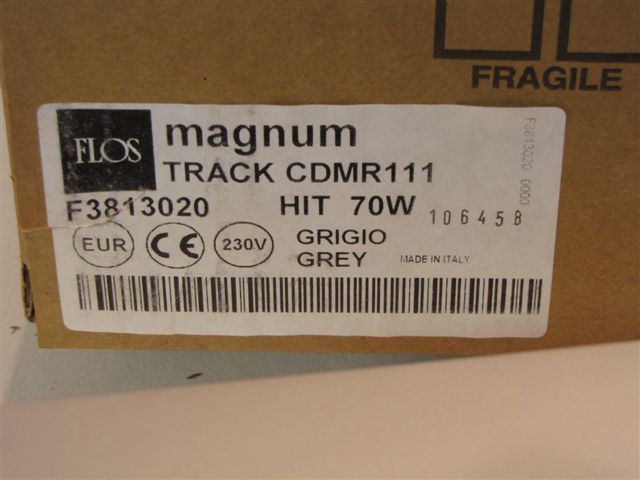 FRAGILE
FLOS
magnum
TRACK CDMR111
F3813020 HIT 70W 106458
EUR CE 230V GRIGIO
GREY MADE IN ITALY
F3813020 0000